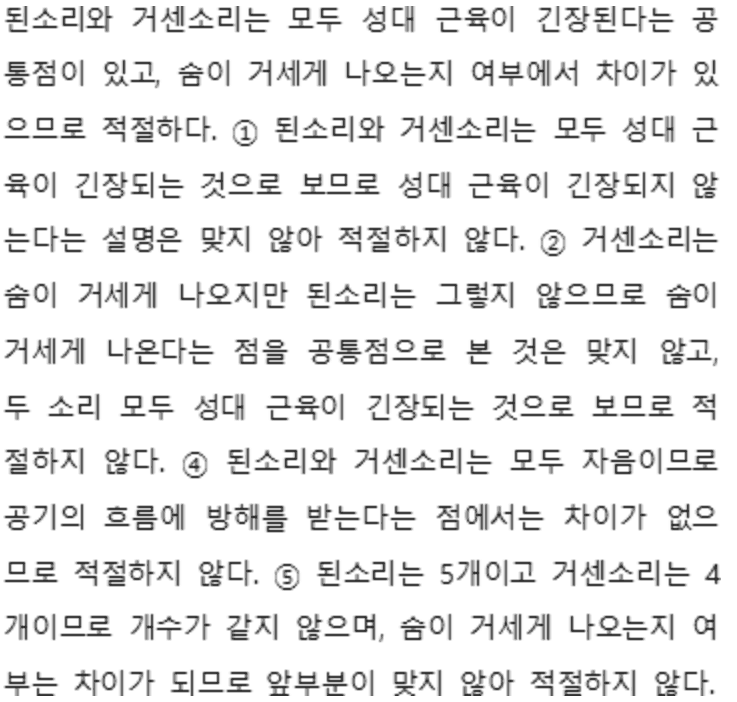 된소리와 거센소리는 모두 성대 근육이 긴장된다는 공
통점이 있고, 숨이 거세게 나오는지 여부에서 차이가 있
으므로 적절하다. ① 된소리와 거센소리는 모두 성대 근
육이 긴장되는 것으로 보므로 성대 근육이 긴장되지 않
는다는 설명은 맞지 않아 적절하지 않다. ② 거센소리는
숨이 거세게 나오지만 된소리는 그렇지 않으므로 숨이
거세게 나온다는 점을 공통점으로 본 것은 맞지 않고,
두 소리 모두 성대 근육이 긴장되는 것으로 보므로 적
절하지 않다. ④ 된소리와 거센소리는 모두 자음이므로
공기의 흐름에 방해를 받는다는 점에서는 차이가 없으
므로 적절하지 않다. ⑤ 된소리는 5개이고 거센소리는 4
개이므로 개수가 같지 않으며, 숨이 거세게 나오는지 여
부는 차이가 되므로 앞부분이 맞지 않아 적절하지 않다.